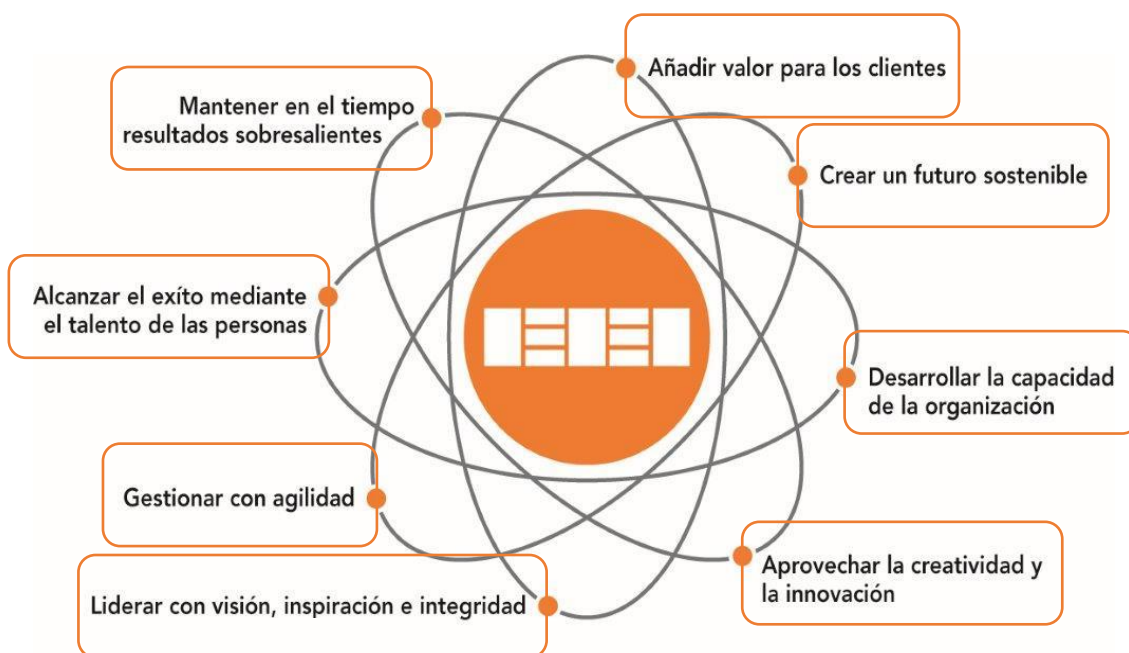 Añadir valor para los clientes
Mantener en el tiempo
resultados sobresalientes
Crear un futuro sostenible
Alcanzar el exíto mediante
el talento de las personas
Desarrollar la capacidad
de la organización
Gestionar con agilidad
Aprovechar la creatividad y
la innovación
Liderar con visión, inspiración e integridad